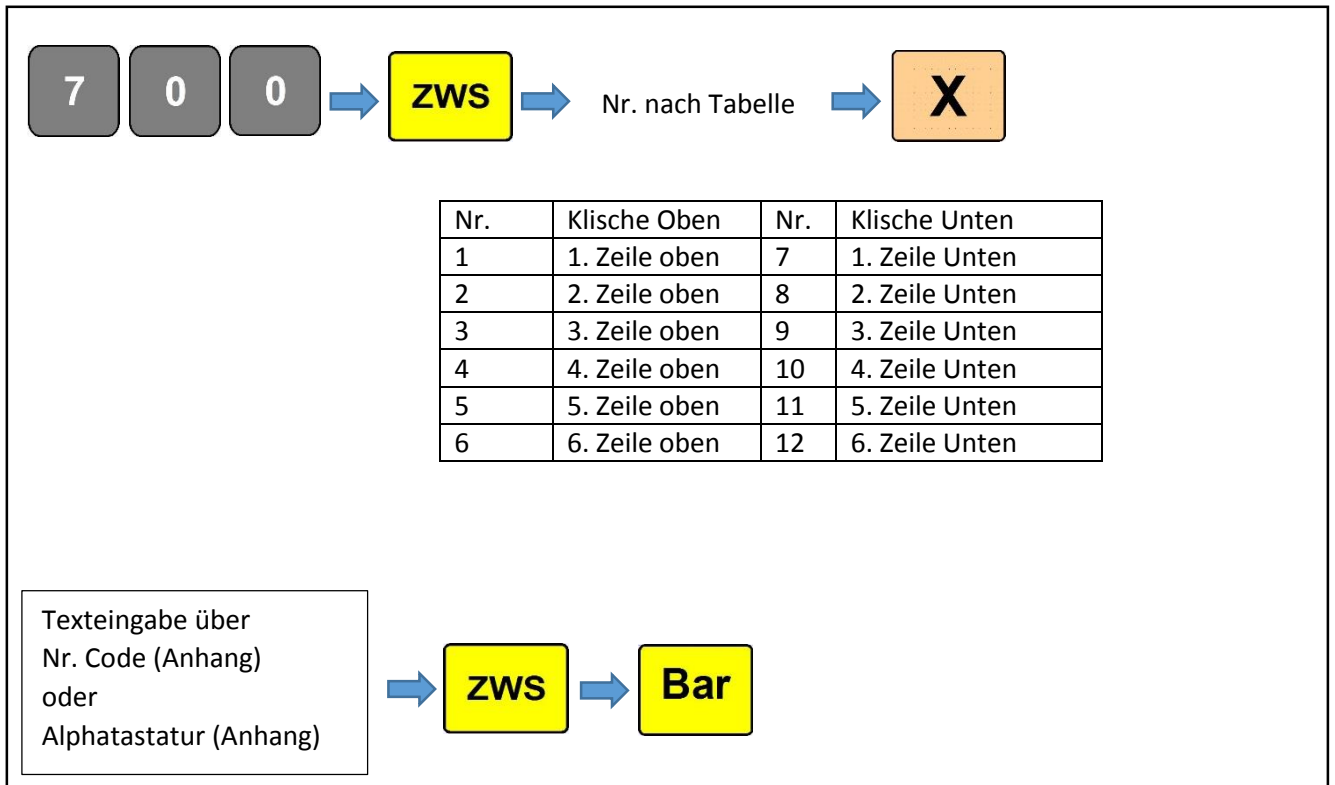 7 0 0 ZWS Nr. nach Tabelle X
Nr. Klische Oben Nr. Klische Unten
1 1. Zeile oben 7 1. Zeile Unten
2 2. Zeile oben 8 2. Zeile Unten
3 3. Zeile oben 9 3. Zeile Unten
4 4. Zeile oben 10 4. Zeile Unten
5 5. Zeile oben 11 5. Zeile Unten
6 6. Zeile oben 12 6. Zeile Unten
Texteingabe über
Nr. Code (Anhang)
oder
Alphatastatur (Anhang)
ZWS Bar